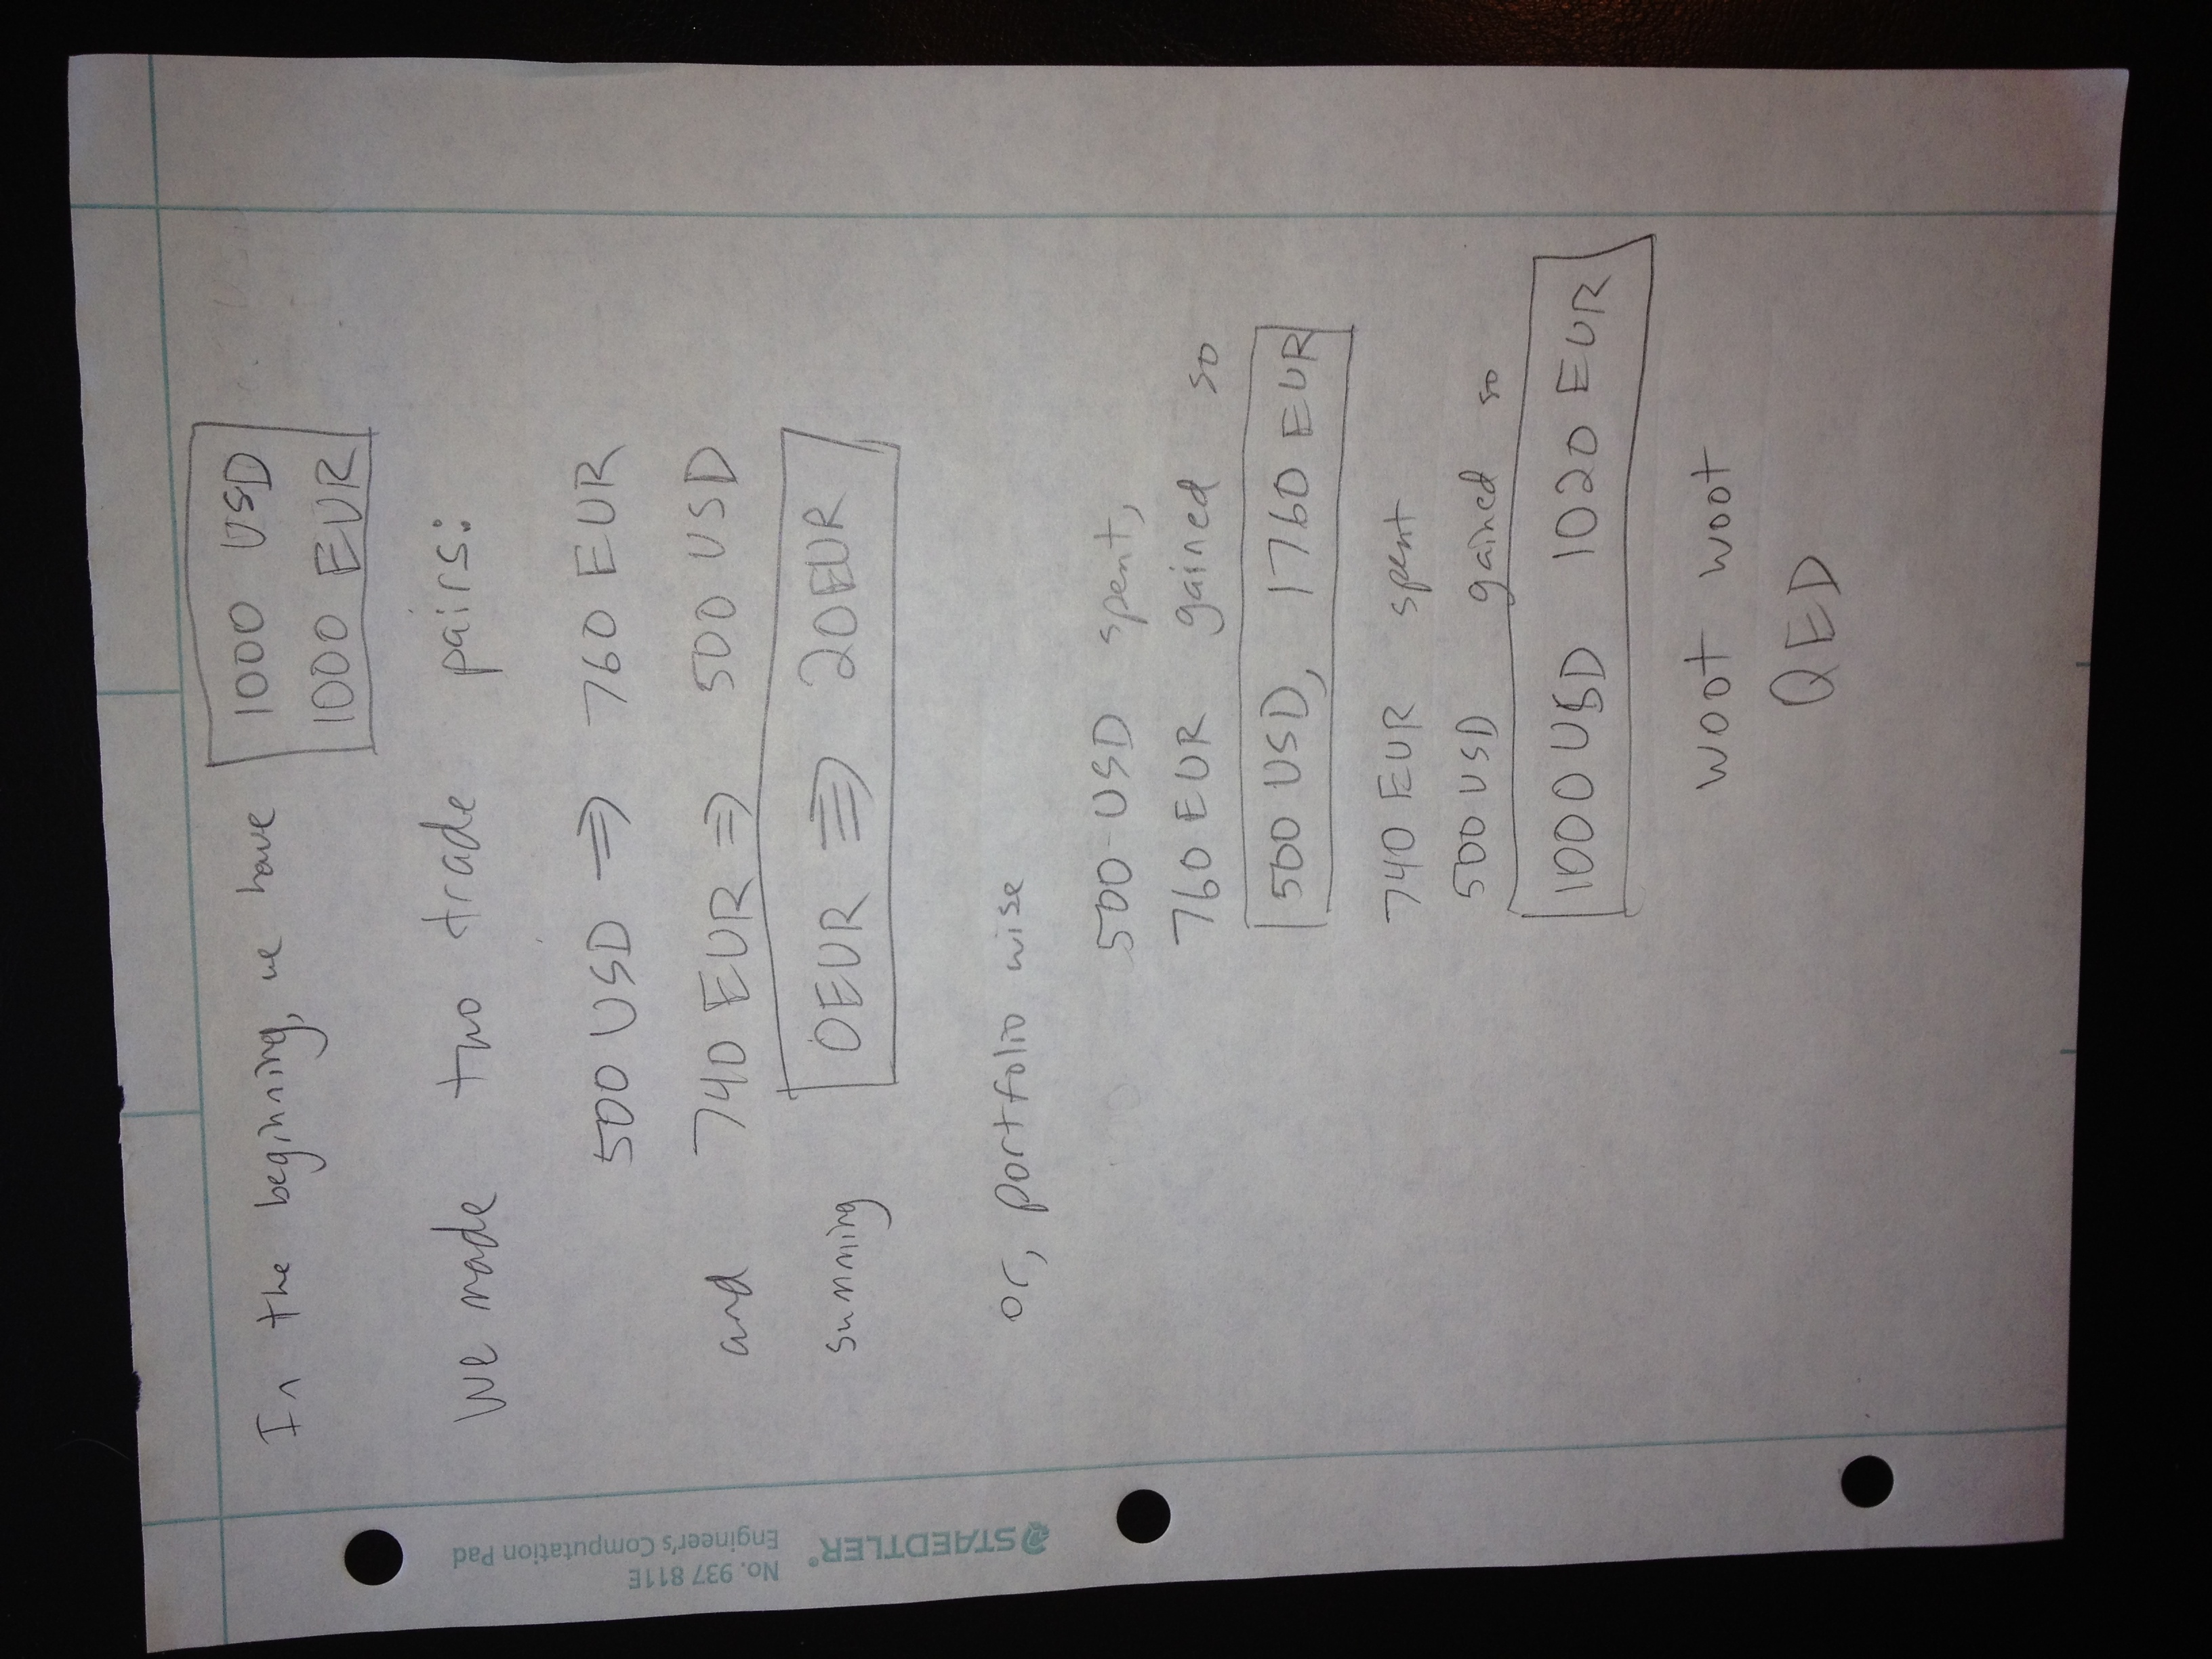 In the beginning, we have
1000 USD
1000 EUR
We made two trade pairs:
500 USD ⇒ 760 EUR
and 740 EUR ⇒ 500 USD
summing 0 EUR ⇛ 20 EUR
or, portfolio wise
500 USD spent,
760 EUR gained so
500 USD, 1760 EUR
740 EUR spent
500 USD gained so
1000 USD 1020 EUR
woot woot
QED
STAEDTLER® No. 937 811E
Engineer's Computation Pad